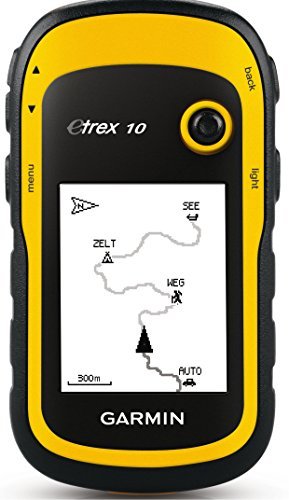 back
etrex 10
menu
light
N
SEE
ZELT
WEG
AUTO
300m
GARMIN